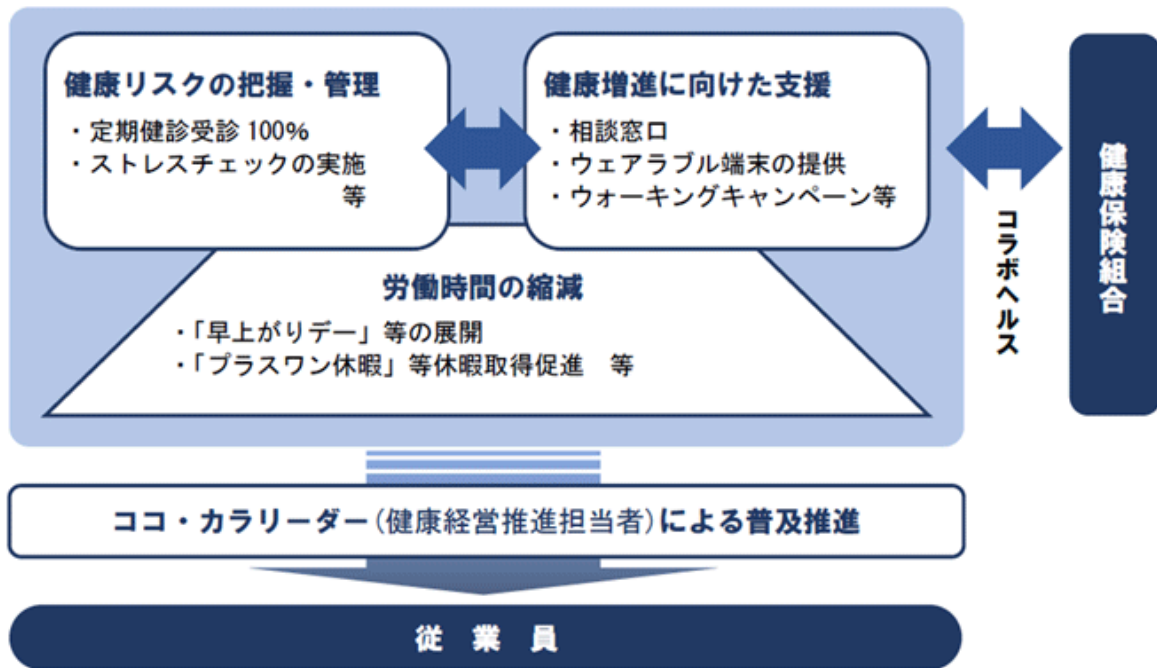 健康リスクの把握・管理
・定期健診受診100%
・ストレスチェックの実施
等
健康増進に向けた支援
・相談窓口
・ウェアラブル端末の提供
・ウォーキングキャンペーン等
労働時間の縮減
・「早上がりデー」等の展開
・「プラスワン休暇」等休暇取得促進　等
コラボヘルス
健康保険組合
ココ・カラリーダー(健康経営推進担当者)による普及推進
従　業　員